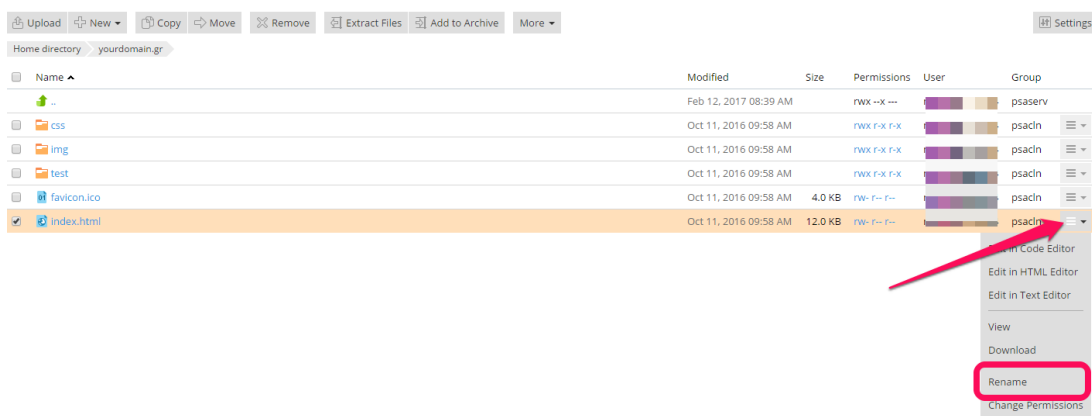 Upload New Copy Move Remove Extract Files Add to Archive More Settings
Home directory yourdomain.gr
Name Modified Size Permissions User Group
.. Feb 12, 2017 08:39 AM rwx --x --- psaserv
css Oct 11, 2016 09:58 AM rwx r-x r-x psacln
img Oct 11, 2016 09:58 AM rwx r-x r-x psacln
test Oct 11, 2016 09:58 AM rwx r-x r-x psacln
favicon.ico Oct 11, 2016 09:58 AM 4.0 KB rw- r-- r-- psacln
index.html Oct 11, 2016 09:58 AM 12.0 KB rw- r-- r-- psacln
in Code Editor
Edit in HTML Editor
Edit in Text Editor
View
Download
Rename
Change Permissions